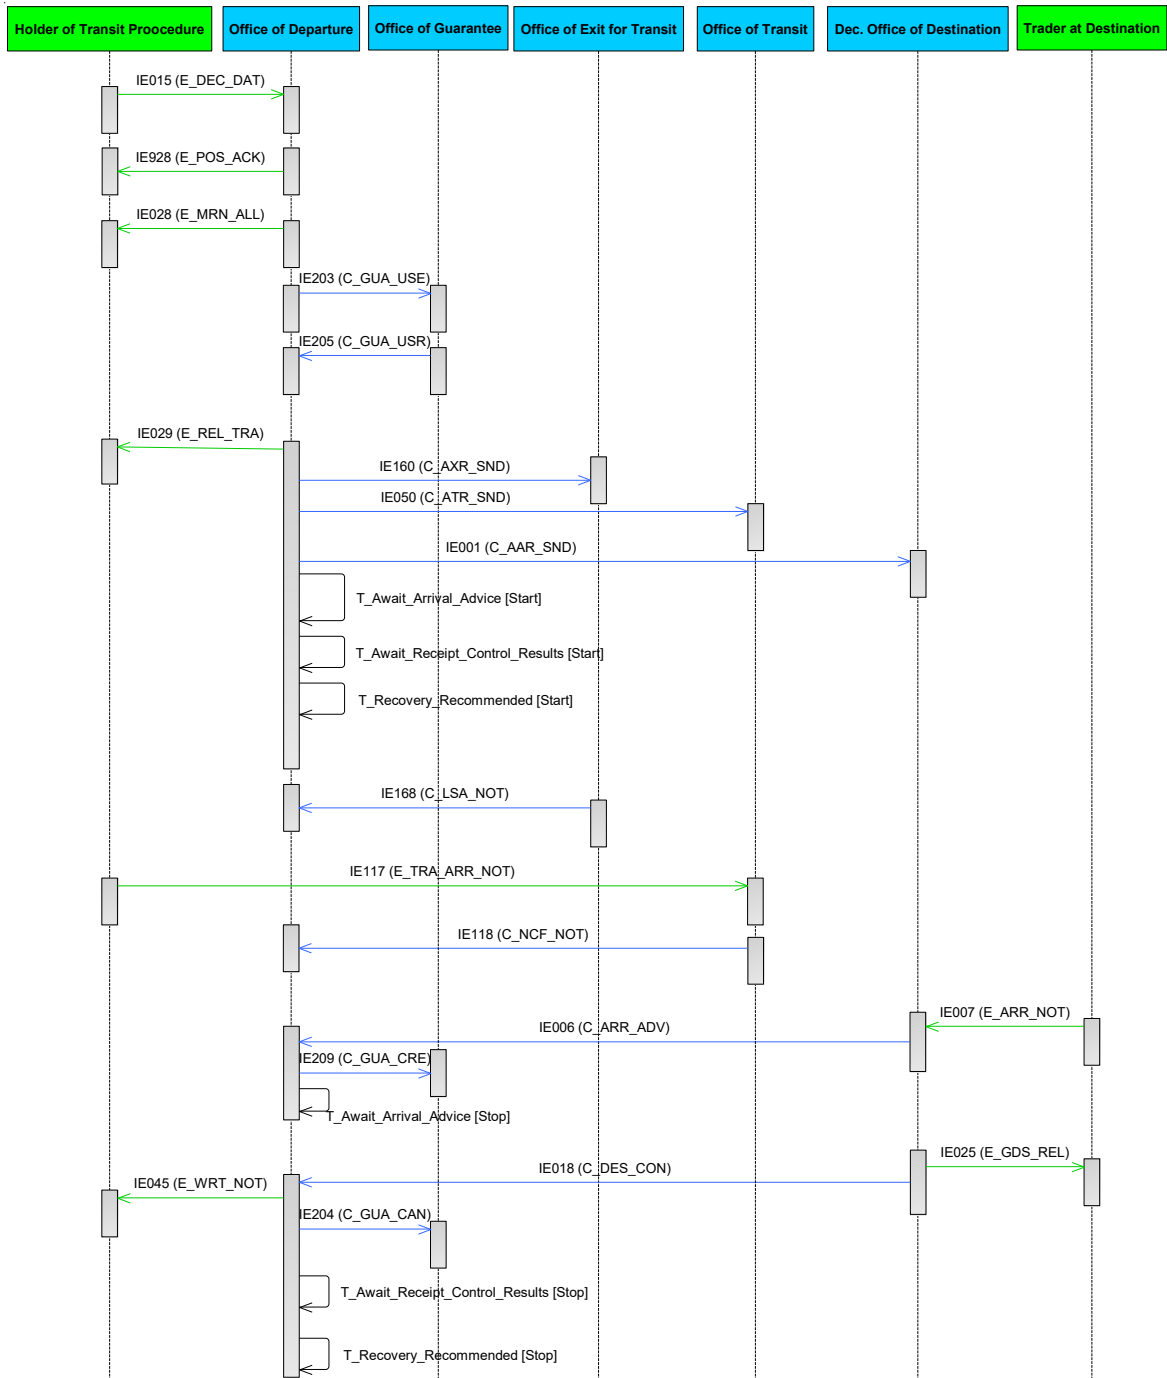 Holder of Transit Proocedure
Office of Departure
Office of Guarantee
Office of Exit for Transit
Office of Transit
Dec. Office of Destination
Trader at Destination
IE015 (E_DEC_DAT)
IE928 (E_POS_ACK)
IE028 (E_MRN_ALL)
IE203 (C_GUA_USE)
IE205 (C_GUA_USR)
IE029 (E_REL_TRA)
IE160 (C_AXR_SND)
IE050 (C_ATR_SND)
IE001 (C_AAR_SND)
T_Await_Arrival_Advice [Start]
T_Await_Receipt_Control_Results [Start]
T_Recovery_Recommended [Start]
IE168 (C_LSA_NOT)
IE117 (E_TRA_ARR_NOT)
IE118 (C_NCF_NOT)
IE007 (E_ARR_NOT)
IE006 (C_ARR_ADV)
IE209 (C_GUA_CRE)
T_Await_Arrival_Advice [Stop]
IE025 (E_GDS_REL)
IE018 (C_DES_CON)
IE045 (E_WRT_NOT)
IE204 (C_GUA_CAN)
T_Await_Receipt_Control_Results [Stop]
T_Recovery_Recommended [Stop]